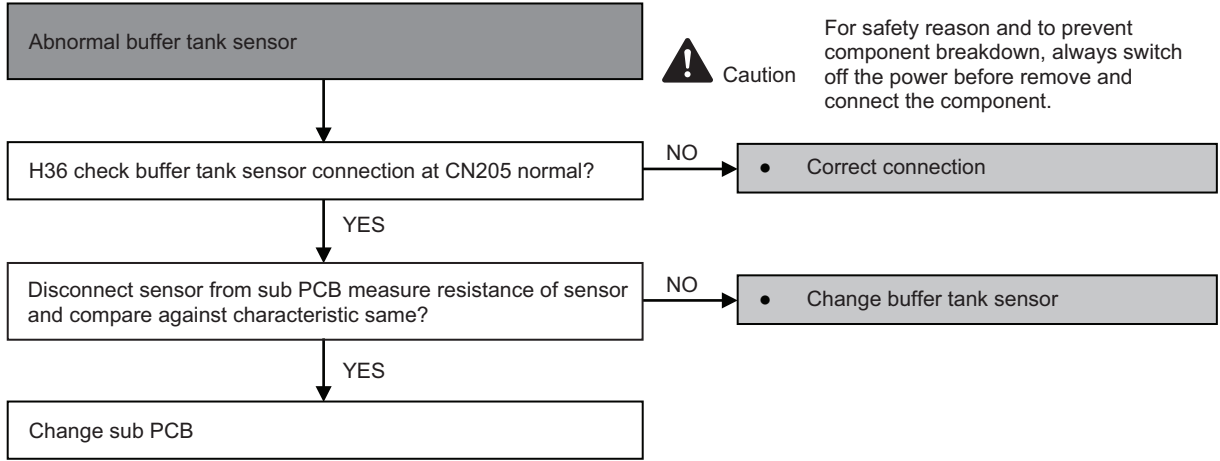 Abnormal buffer tank sensor
Caution
For safety reason and to prevent
component breakdown, always switch
off the power before remove and
connect the component.
H36 check buffer tank sensor connection at CN205 normal?
NO
● Correct connection
YES
Disconnect sensor from sub PCB measure resistance of sensor
and compare against characteristic same?
NO
● Change buffer tank sensor
YES
Change sub PCB